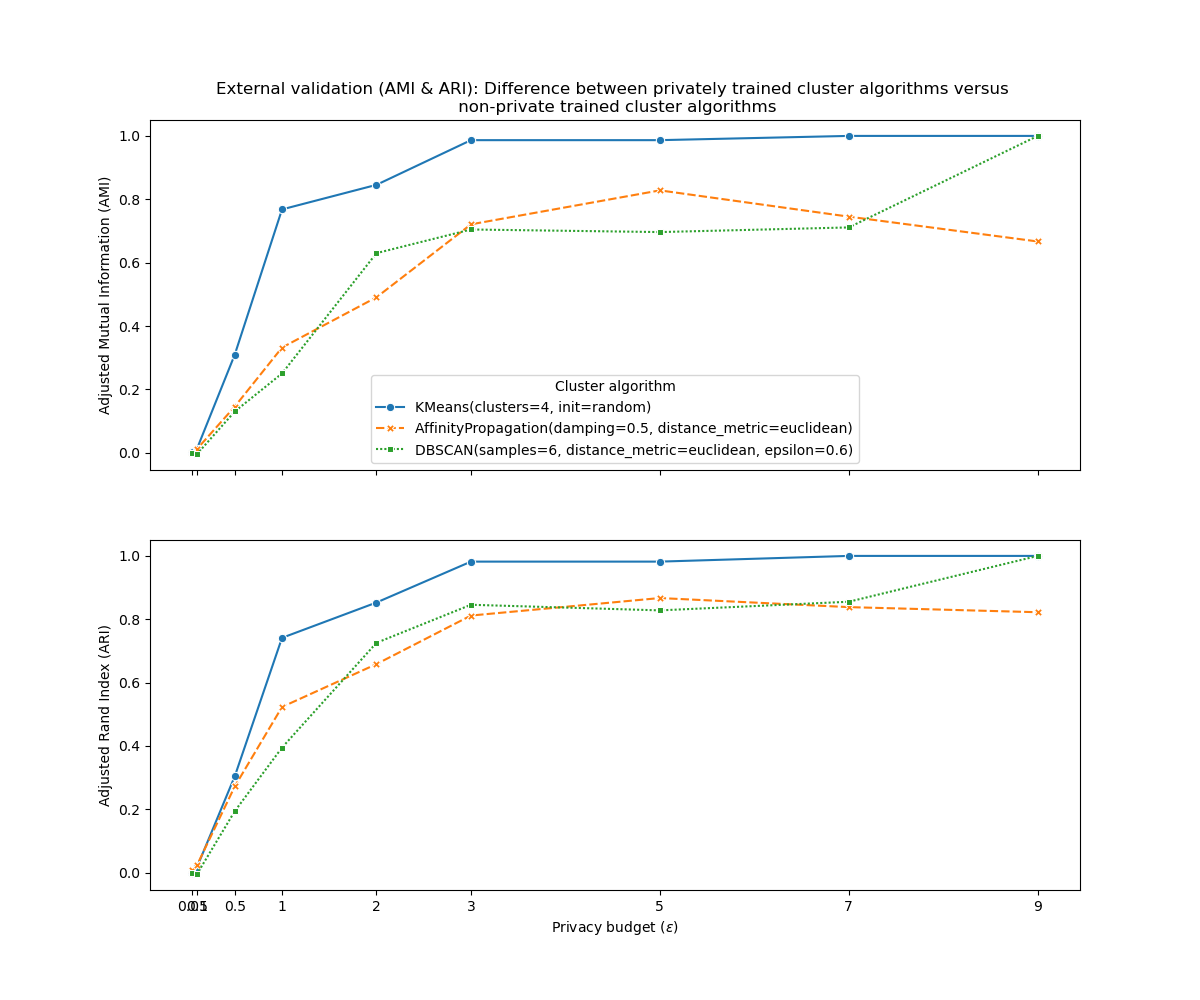 External validation (AMI & ARI): Difference between privately trained cluster algorithms versus
non-private trained cluster algorithms
1.0
0.8
0.6
0.4
0.2
0.0
Adjusted Mutual Information (AMI)
Cluster algorithm
KMeans(clusters=4, init=random)
AffinityPropagation(damping=0.5, distance_metric=euclidean)
DBSCAN(samples=6, distance_metric=euclidean, epsilon=0.6)
1.0
0.8
0.6
0.4
0.2
0.0
Adjusted Rand Index (ARI)
0.5 1 2 3 5 7 9
Privacy budget (ε)